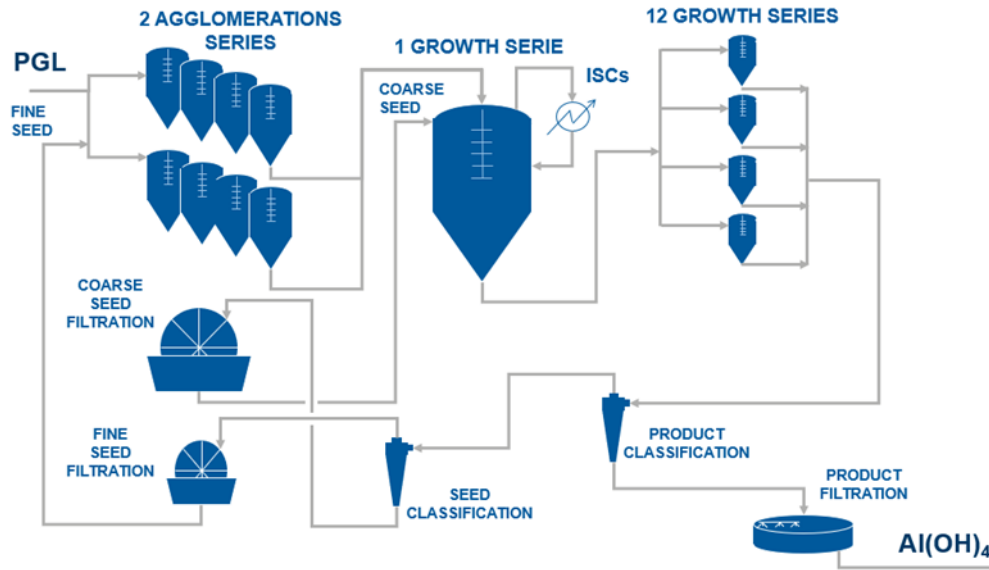 2 AGGLOMERATIONS
SERIES
12 GROWTH SERIES
1 GROWTH SERIE
PGL
ISCs
FINE
SEED
COARSE
SEED
COARSE
SEED
FILTRATION
FINE
SEED
FILTRATION
SEED
CLASSIFICATION
PRODUCT
CLASSIFICATION
PRODUCT
FILTRATION
Al(OH)₄